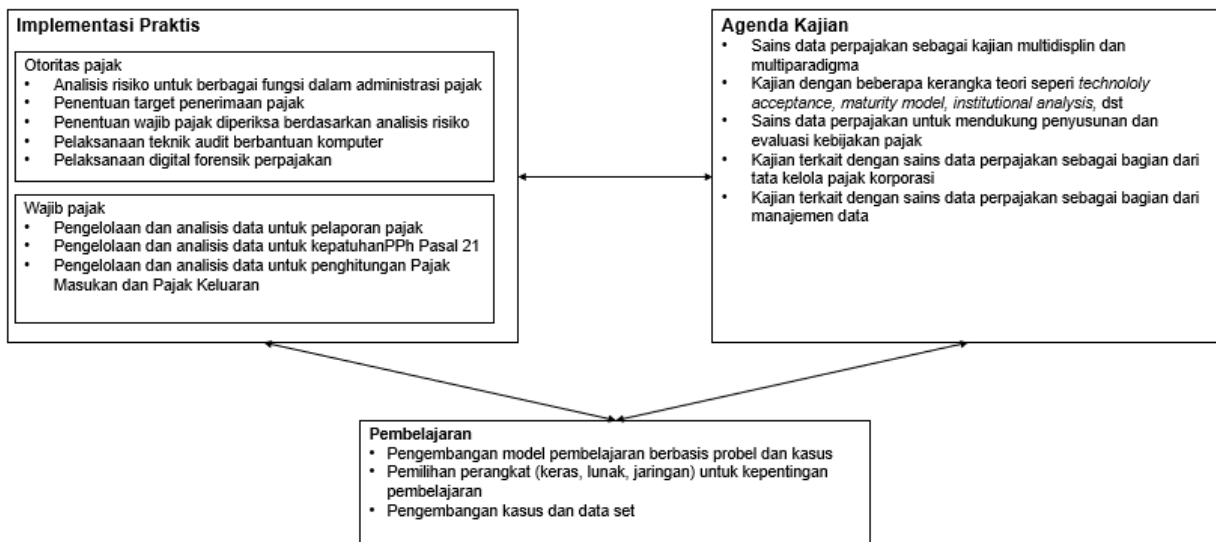 Implementasi Praktis
Otoritas pajak
• Analisis risiko untuk berbagai fungsi dalam administrasi pajak
• Penentuan target penerimaan pajak
• Penentuan wajib pajak diperiksa berdasarkan analisis risiko
• Pelaksanaan teknik audit berbantuan komputer
• Pelaksanaan digital forensik perpajakan
Wajib pajak
• Pengelolaan dan analisis data untuk pelaporan pajak
• Pengelolaan dan analisis data untuk kepatuhanPPh Pasal 21
• Pengelolaan dan analisis data untuk penghitungan Pajak
Masukan dan Pajak Keluaran
Agenda Kajian
• Sains data perpajakan sebagai kajian multidisplin dan
multiparadigma
• Kajian dengan beberapa kerangka teori seperi technololy
acceptance, maturity model, institutional analysis, dst
• Sains data perpajakan untuk mendukung penyusunan dan
evaluasi kebijakan pajak
• Kajian terkait dengan sains data perpajakan sebagai bagian dari
tata kelola pajak korporasi
• Kajian terkait dengan sains data perpajakan sebagai bagian dari
manajemen data
Pembelajaran
• Pengembangan model pembelajaran berbasis probel dan kasus
• Pemilihan perangkat (keras, lunak, jaringan) untuk kepentingan
pembelajaran
• Pengembangan kasus dan data set